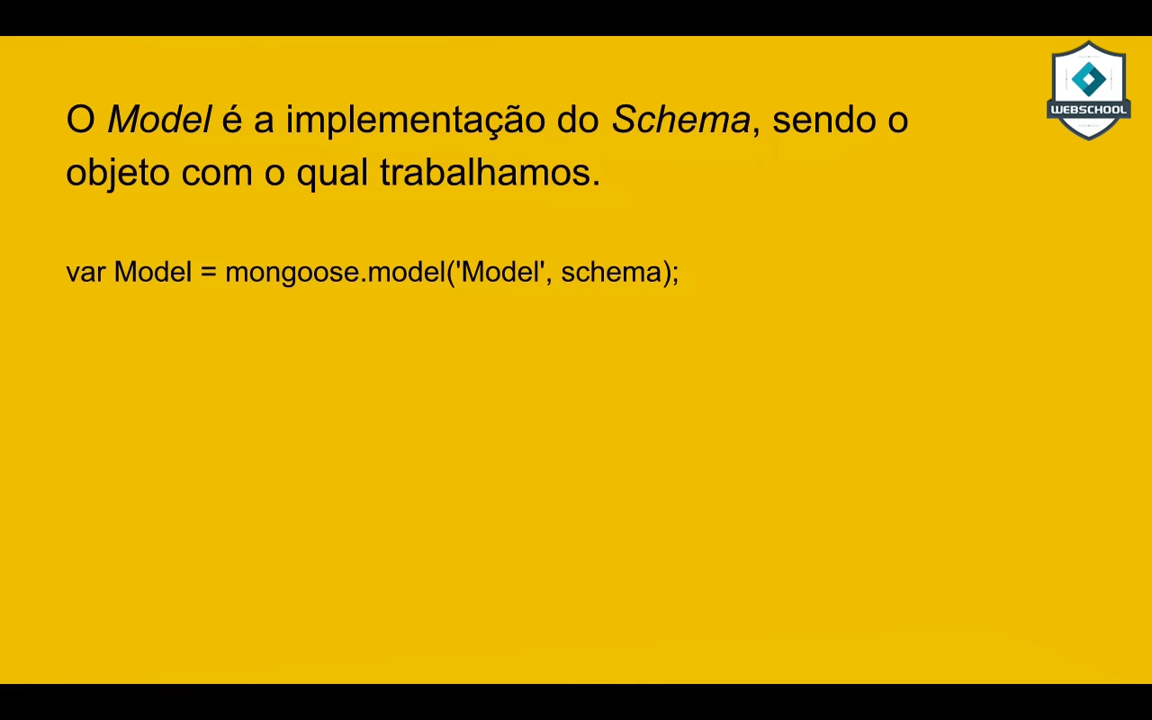 O Model é a implementação do Schema, sendo o
objeto com o qual trabalhamos.
var Model = mongoose.model('Model', schema);
WEBSCHOOL